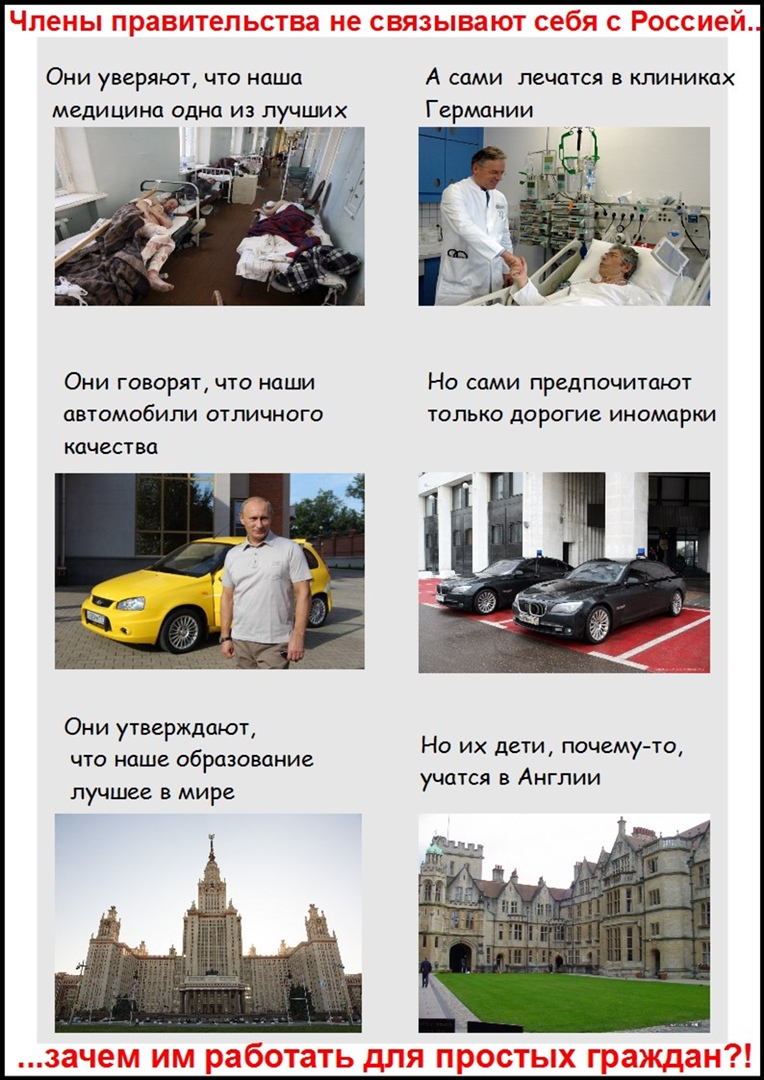 Члены правительства не связывают себя с Россией..
Они уверяют, что наша
медицина одна из лучших
А сами лечатся в клиниках
Германии
Они говорят, что наши
автомобили отличного
качества
Но сами предпочитают
только дорогие иномарки
Они утверждают,
что наше образование
лучшее в мире
Но их дети, почему-то,
учатся в Англии
...зачем им работать для простых граждан?!